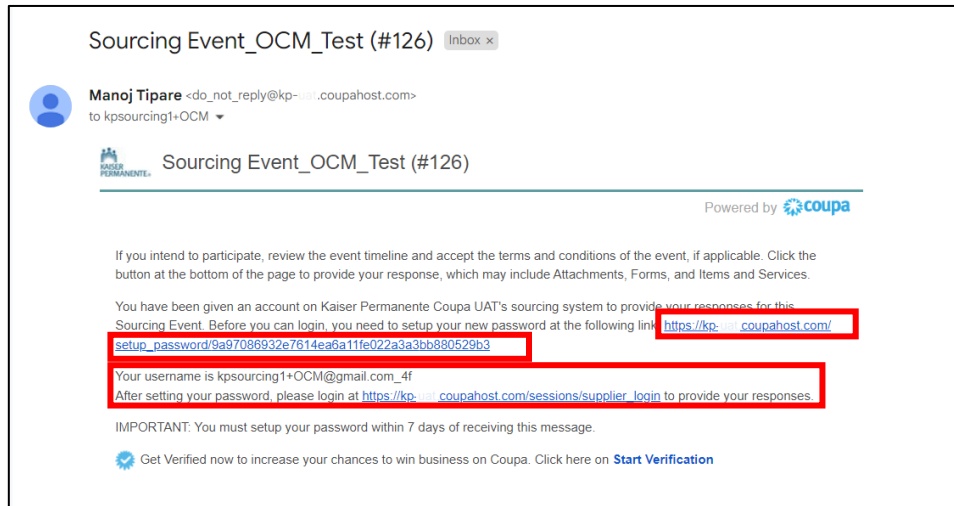 Sourcing Event_OCM_Test (#126) Inbox x
Manoj Tipare <do_not_reply@kp-uat.coupahost.com>
to kpsourcing1+OCM
KAISER PERMANENTE®
Sourcing Event_OCM_Test (#126)
Powered by coupa
If you intend to participate, review the event timeline and accept the terms and conditions of the event, if applicable. Click the
button at the bottom of the page to provide your response, which may include Attachments, Forms, and Items and Services.
You have been given an account on Kaiser Permanente Coupa UAT's sourcing system to provide your responses for this
Sourcing Event. Before you can login, you need to setup your new password at the following link https://kp-uat.coupahost.com/
setup_password/9a97086932e7614ea6a11fe022a3a3bb880529b3
Your username is kpsourcing1+OCM@gmail.com_4f
After setting your password, please login at https://kp-uat.coupahost.com/sessions/supplier_login to provide your responses.
IMPORTANT: You must setup your password within 7 days of receiving this message.
Get Verified now to increase your chances to win business on Coupa. Click here on Start Verification